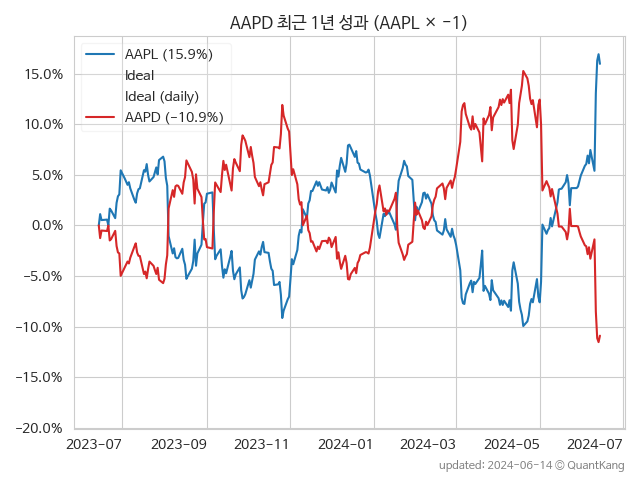 AAPD 최근 1년 성과 (AAPL × −1)
AAPL (15.9%)
Ideal
Ideal (daily)
AAPD (−10.9%)
15.0%
10.0%
5.0%
0.0%
−5.0%
−10.0%
−15.0%
−20.0%
2023-07 2023-09 2023-11 2024-01 2024-03 2024-05 2024-07
updated: 2024-06-14 © QuantKang